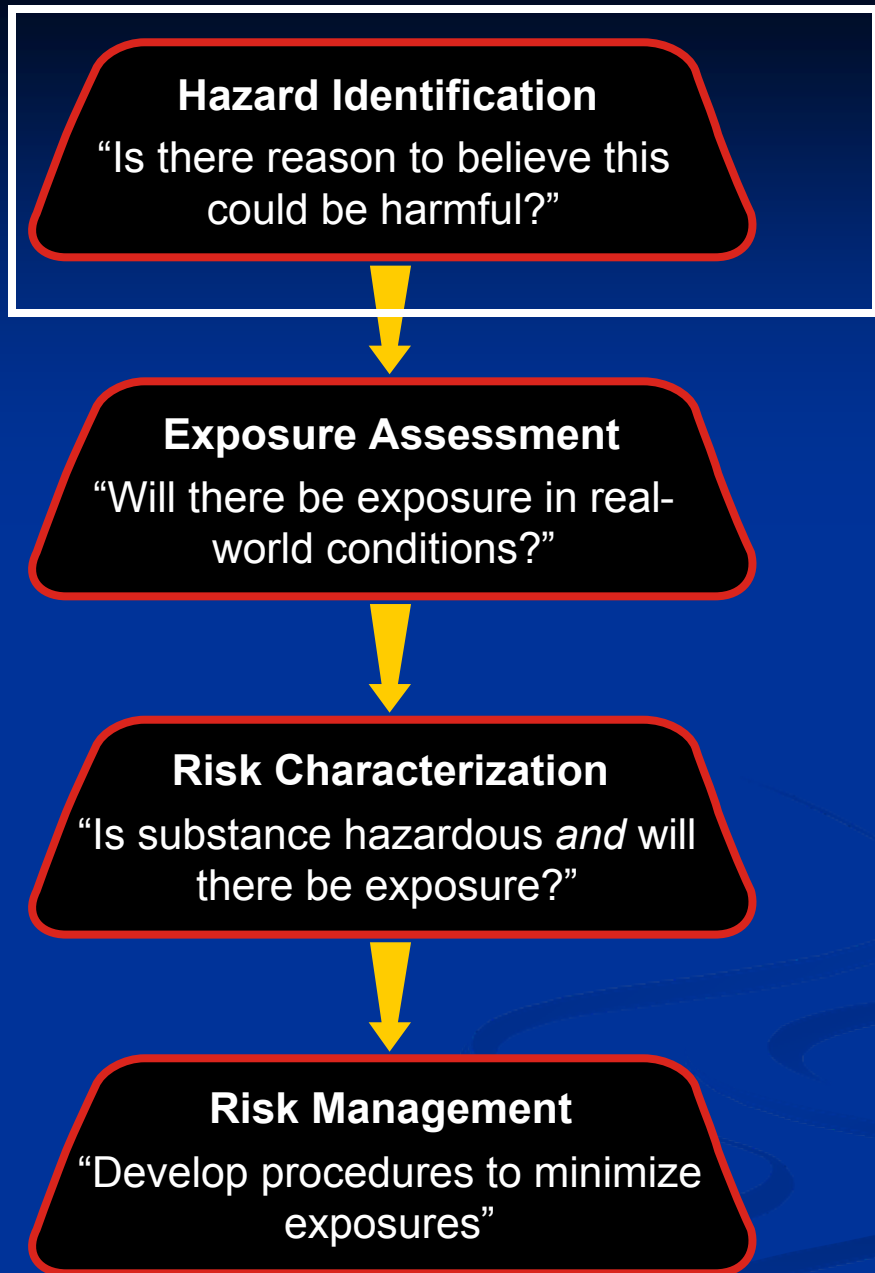 Hazard Identification
“Is there reason to believe this
could be harmful?”
Exposure Assessment
“Will there be exposure in real-
world conditions?”
Risk Characterization
“Is substance hazardous and will
there be exposure?”
Risk Management
“Develop procedures to minimize
exposures”